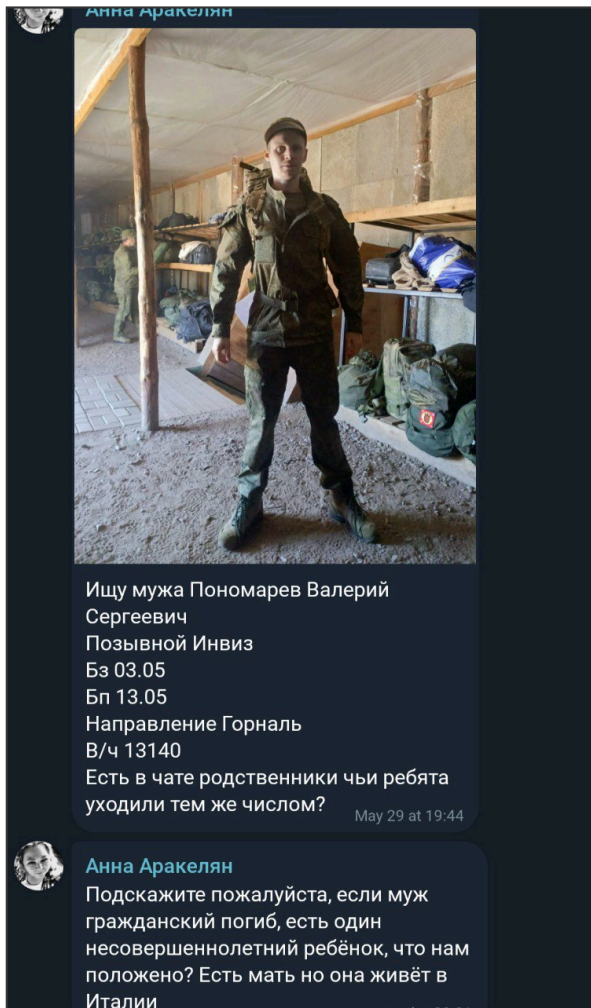 Анна Аракелян
Ищу мужа Пономарев Валерий
Сергеевич
Позывной Инвиз
Бз 03.05
Бп 13.05
Направление Горналь
В/ч 13140
Есть в чате родственники чьи ребята
уходили тем же числом?
May 29 at 19:44
Анна Аракелян
Подскажите пожалуйста, если муж
гражданский погиб, есть один
несовершеннолетний ребёнок, что нам
положено? Есть мать но она живёт в
Италии